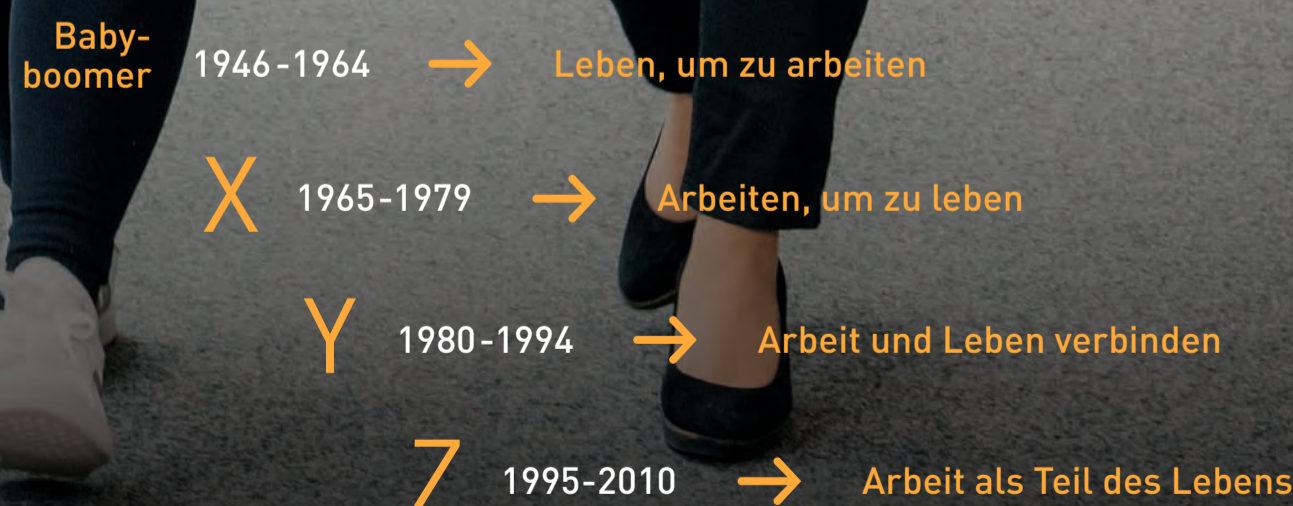 Baby-
boomer 1946-1964 → Leben, um zu arbeiten
X 1965-1979 → Arbeiten, um zu leben
Y 1980-1994 → Arbeit und Leben verbinden
Z 1995-2010 → Arbeit als Teil des Lebens